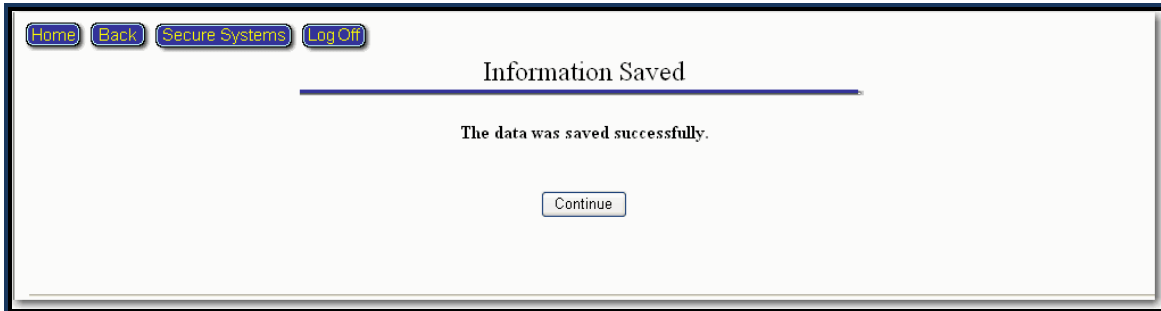 Home Back Secure Systems Log Off
Information Saved
The data was saved successfully.
Continue